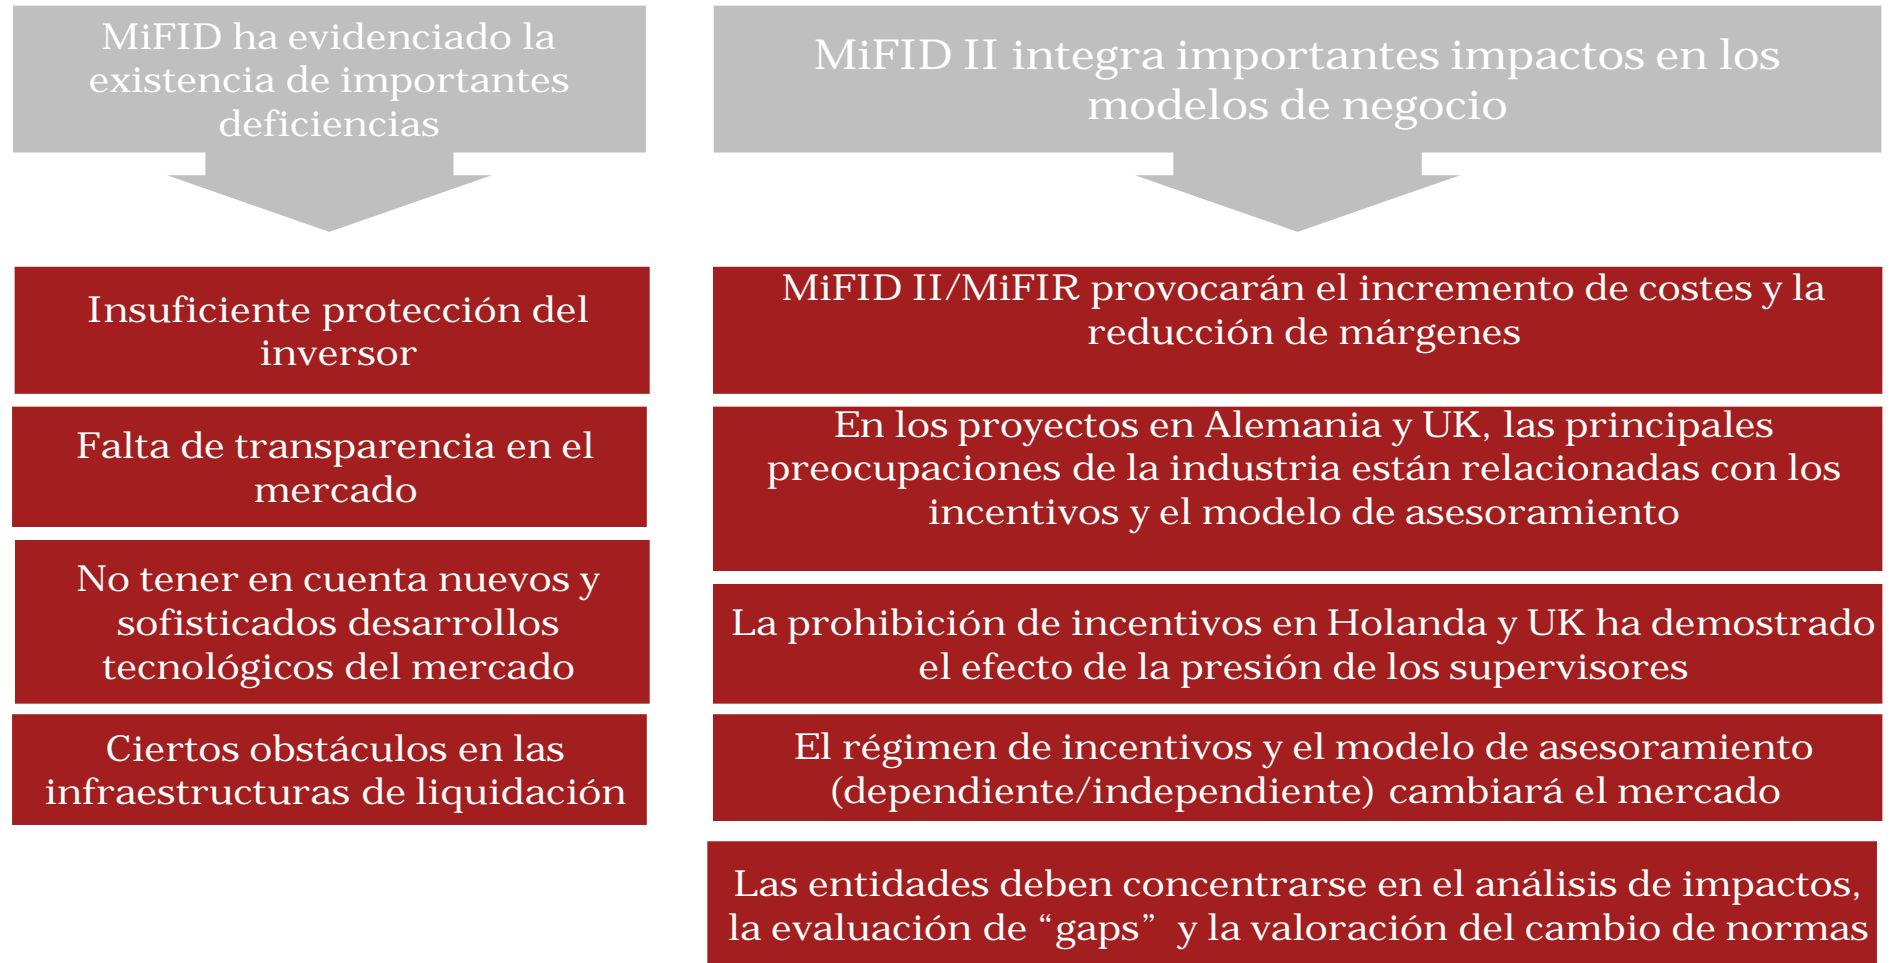 MiFID ha evidenciado la
existencia de importantes
deficiencias
Insuficiente protección del
inversor
Falta de transparencia en el
mercado
No tener en cuenta nuevos y
sofisticados desarrollos
tecnológicos del mercado
Ciertos obstáculos en las
infraestructuras de liquidación
MiFID II integra importantes impactos en los
modelos de negocio
MiFID II/MiFIR provocarán el incremento de costes y la
reducción de márgenes
En los proyectos en Alemania y UK, las principales
preocupaciones de la industria están relacionadas con los
incentivos y el modelo de asesoramiento
La prohibición de incentivos en Holanda y UK ha demostrado
el efecto de la presión de los supervisores
El régimen de incentivos y el modelo de asesoramiento
(dependiente/independiente) cambiará el mercado
Las entidades deben concentrarse en el análisis de impactos,
la evaluación de “gaps” y la valoración del cambio de normas